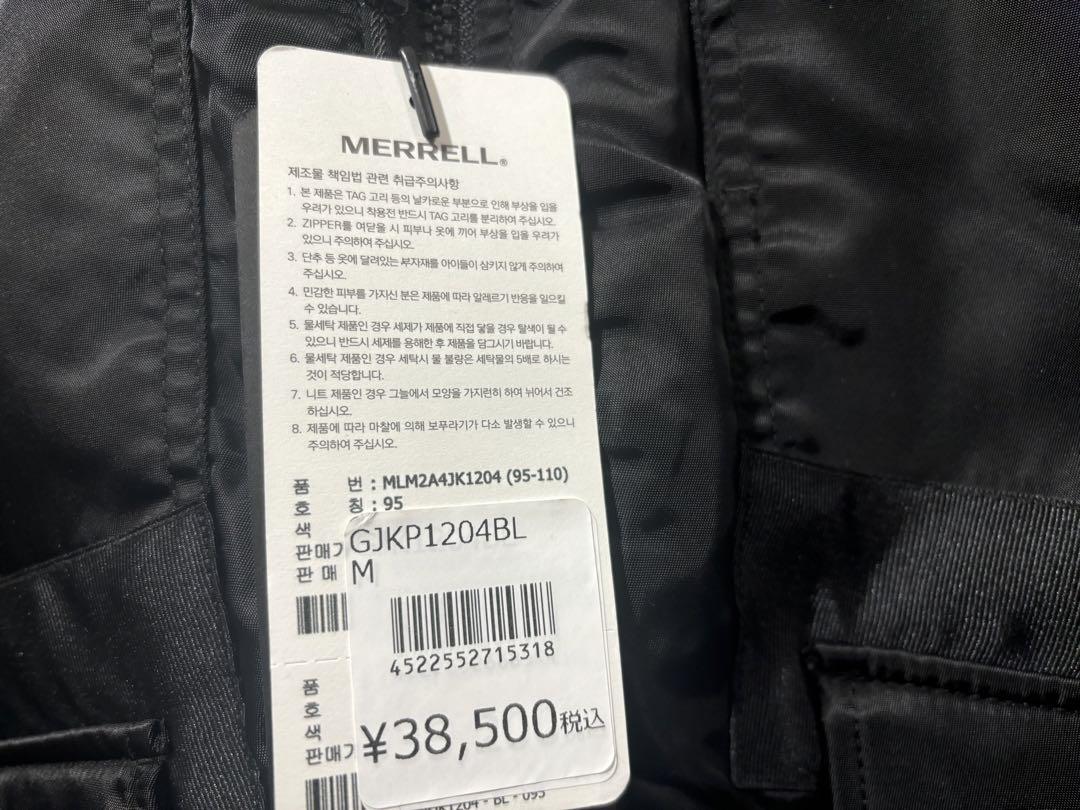 MERRELL®
제조물 책임법 관련 취급주의사항
1. 본 제품은 TAG 고리 등의 날카로운 부분으로 인해 부상을 입을
우려가 있으니 착용전 반드시 TAG 고리를 분리하여 주십시오.
2. ZIPPER를 여닫을 시 피부나 옷에 끼어 부상을 입을 우려가
있으니 주의하여 주십시오.
3. 단추 등 옷에 달려있는 부자재를 아이들이 삼키지 않게 주의하여
주십시오.
4. 민감한 피부를 가지신 분은 제품에 따라 알레르기 반응을 일으킬
수 있습니다.
5. 물세탁 제품인 경우 세제가 제품에 직접 닿을 경우 탈색이 될 수
있으니 반드시 세제를 용해한 후 제품을 담그시기 바랍니다.
6. 물세탁 제품인 경우 세탁시 물 불량은 세탁물의 5배로 하시는
것이 적당합니다.
7. 니트 제품인 경우 그늘에서 모양을 가지런히 하여 뉘어서 건조
하십시오.
8. 제품에 따라 마찰에 의해 보푸라기가 다소 발생할 수 있으니
주의하여 주십시오.
품 번 : MLM2A4JK1204 (95-110)
호 칭 : 95
색
판매가
판 매
GJKP1204BL
M
4522552715318
¥38,500税込
품
호
색
판매가
JK1204 - BL - 095